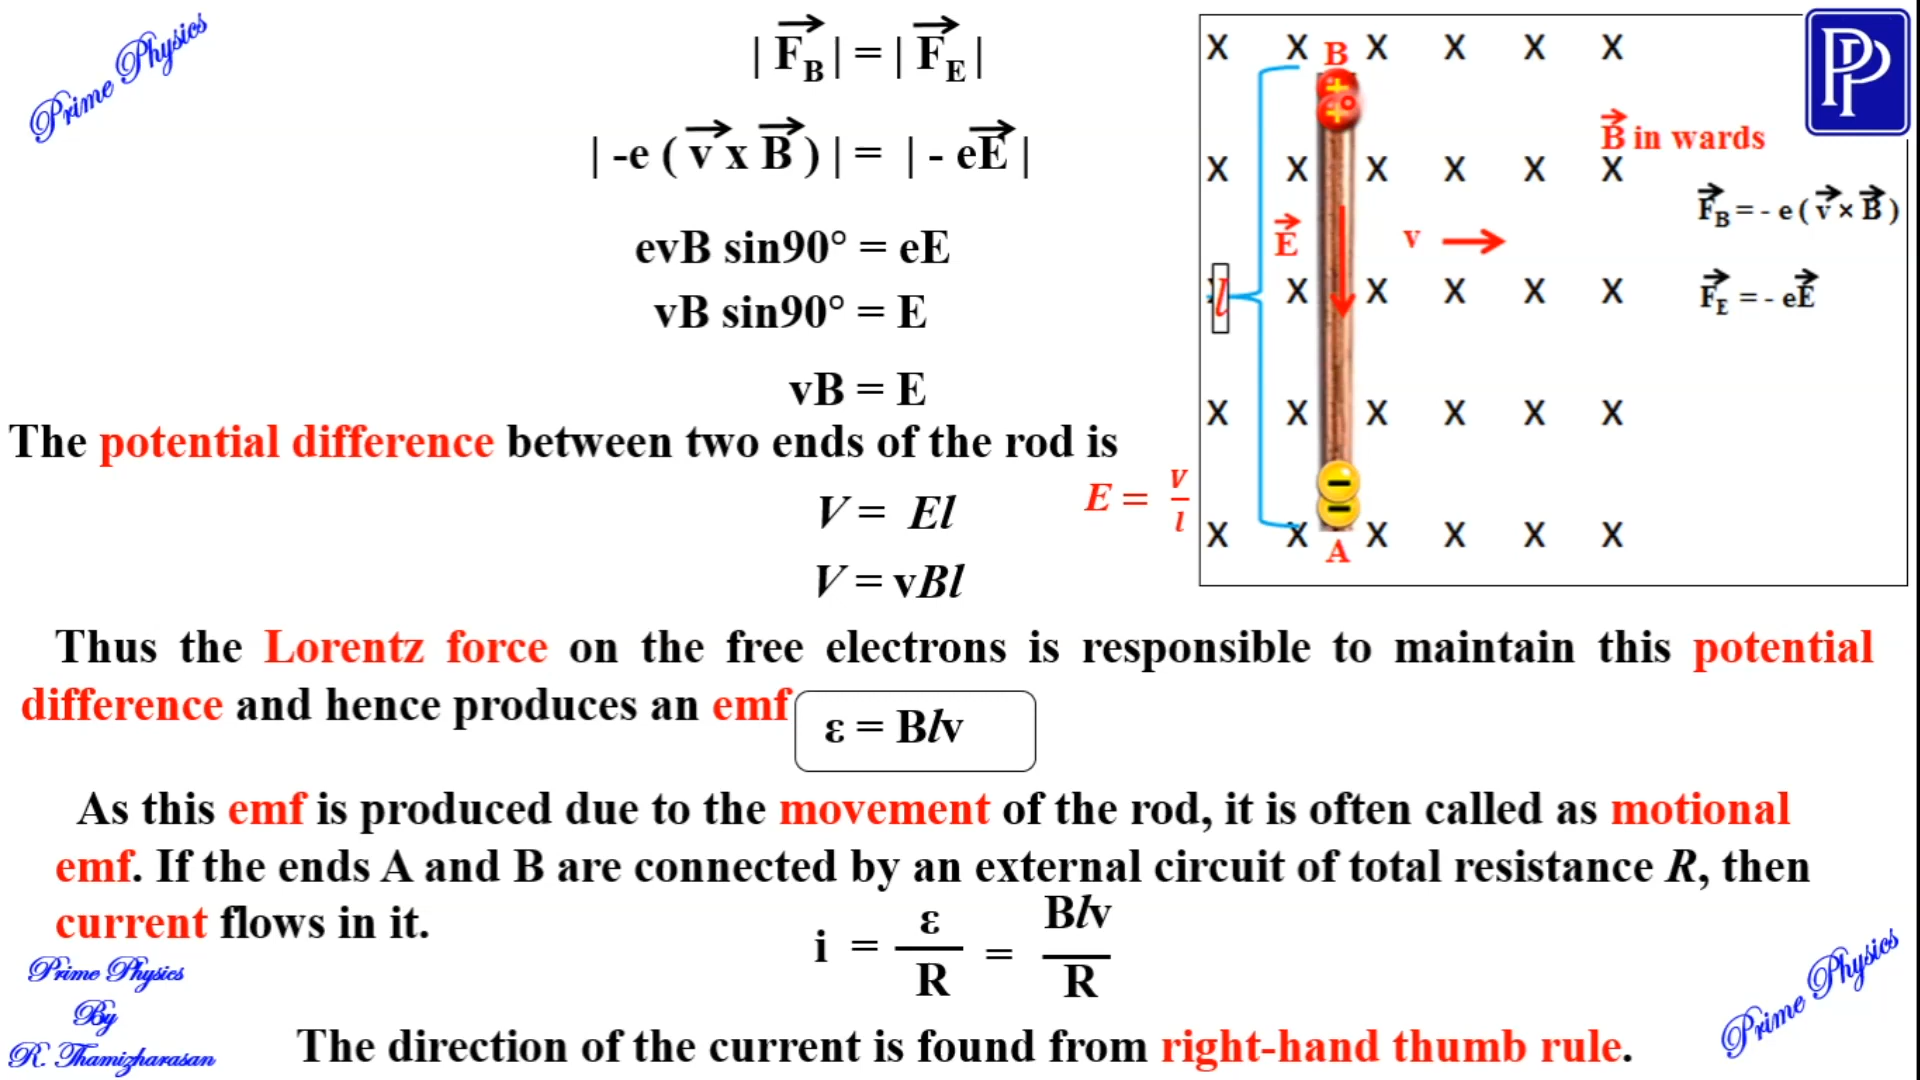 Prime Physics
| F⃗_B | = | F⃗_E |
| -e ( v⃗ x B⃗ ) | = | - eE⃗ |
evB sin90° = eE
vB sin90° = E
vB = E
The potential difference between two ends of the rod is
V = El
E = V/l
V = vBl
X X B X X X X
PP
B⃗ in wards
X X X X X X
F⃗_B = - e ( v⃗ × B⃗ )
E⃗ v
l X X X X X
F⃗_E = - eE⃗
X X X X X X
X X A X X X X
Thus the Lorentz force on the free electrons is responsible to maintain this potential
difference and hence produces an emf
ε = Blv
As this emf is produced due to the movement of the rod, it is often called as motional
emf. If the ends A and B are connected by an external circuit of total resistance R, then
current flows in it.
i = ε/R = Blv/R
Prime Physics
By
R. Thamizharasan
The direction of the current is found from right-hand thumb rule.
Prime Physics